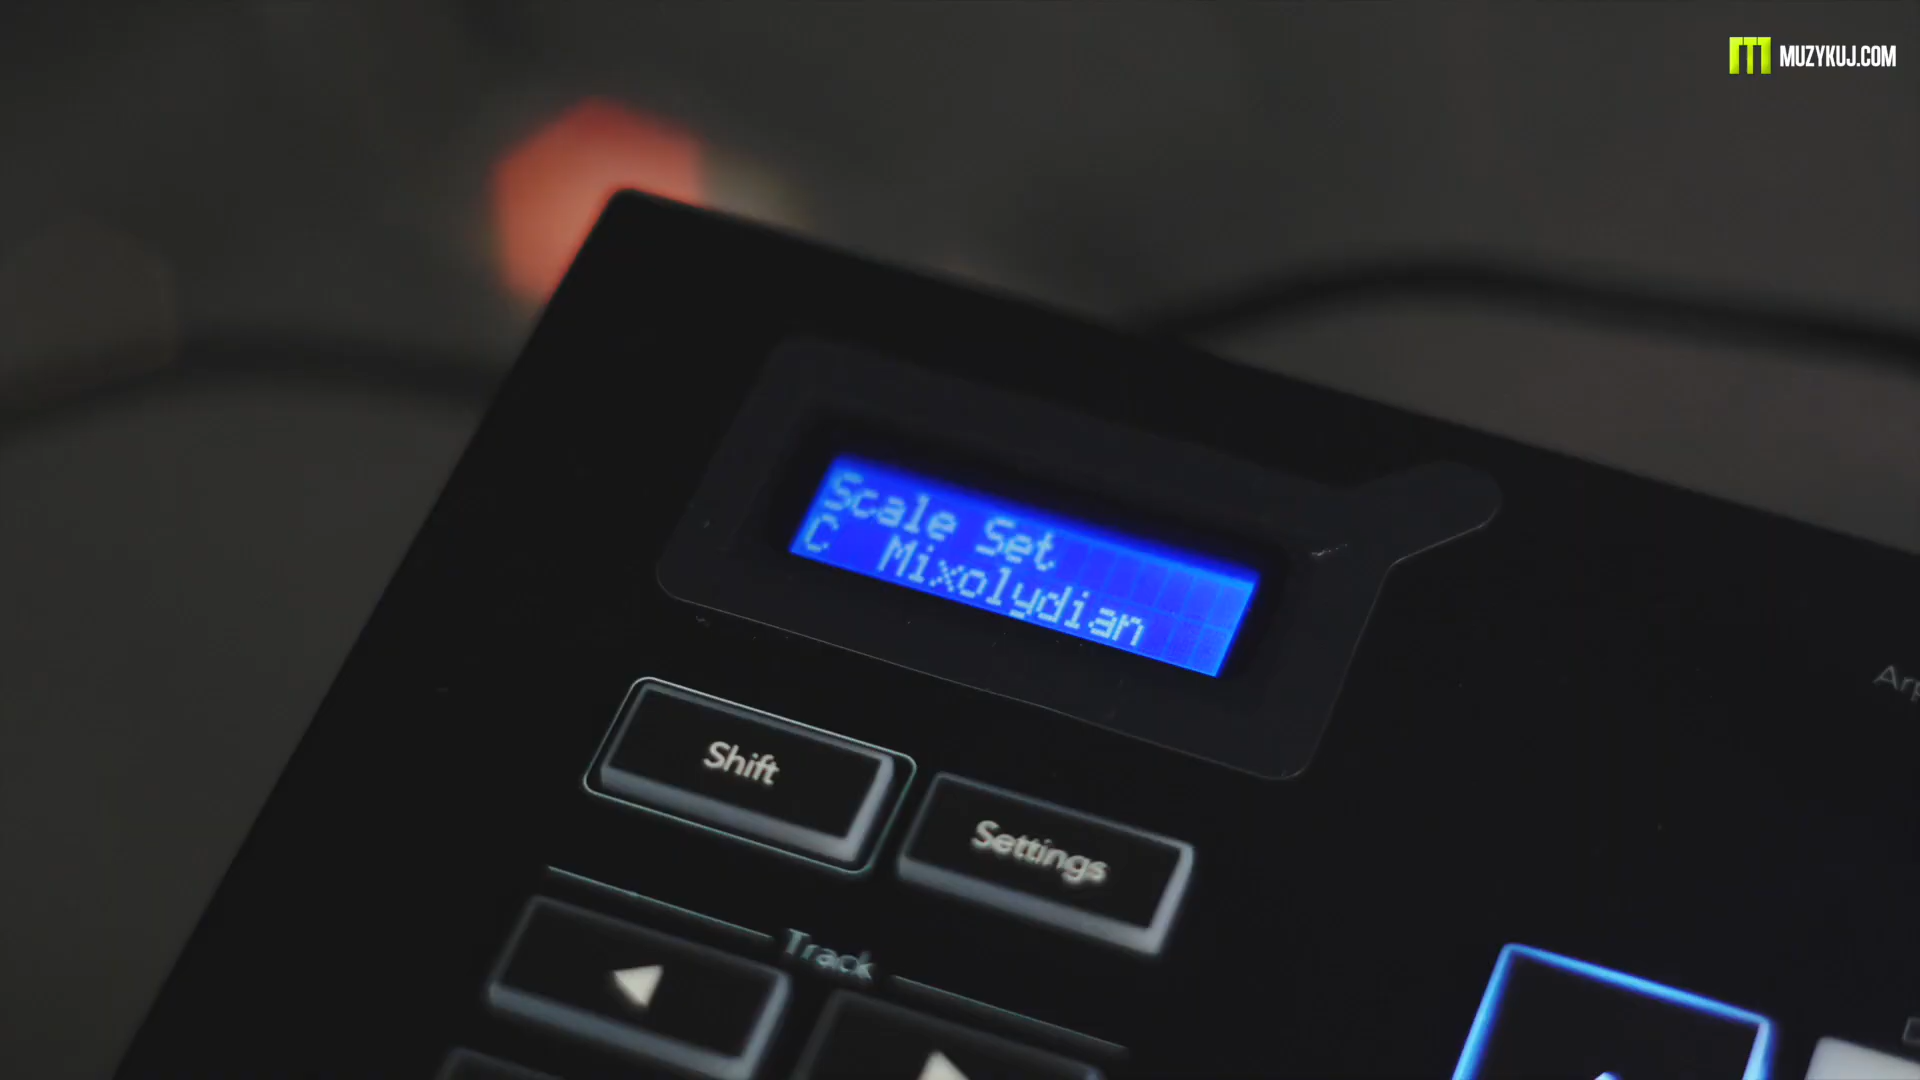 MUZYKUJ.COM
Scale Set
C Mixolydian
Shift
Settings
Track